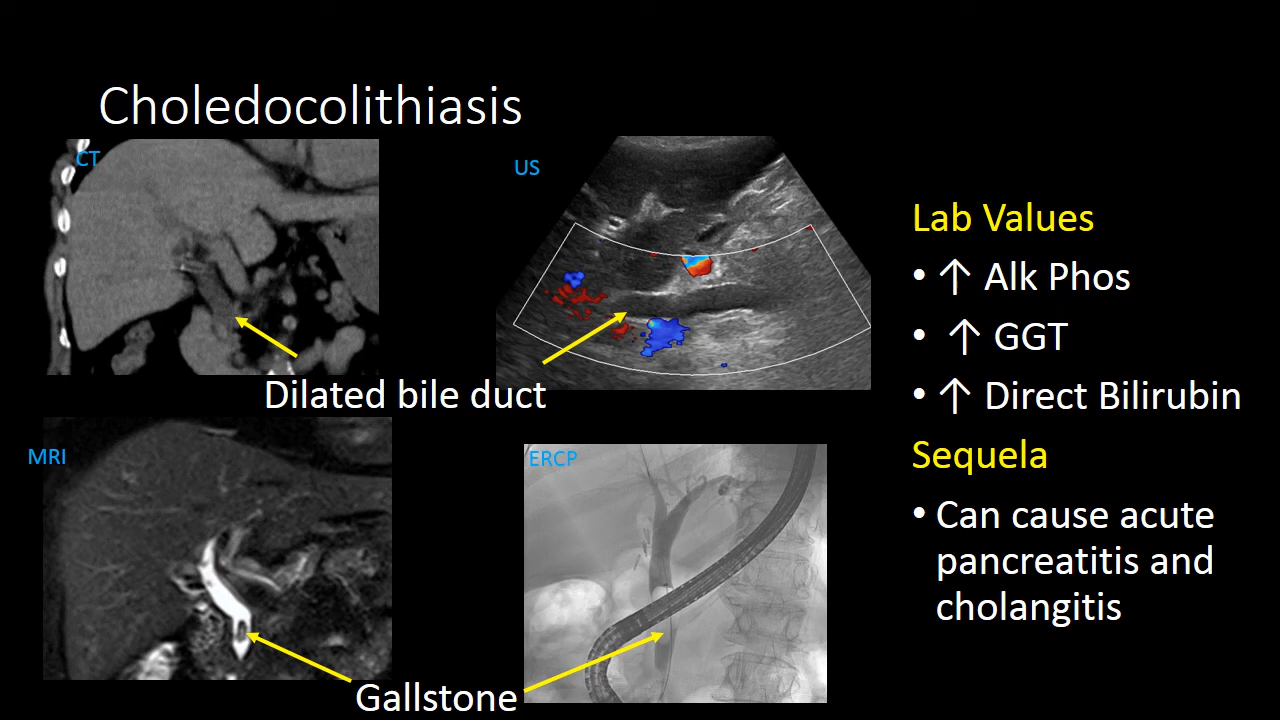 Choledocolithiasis
CT
US
Dilated bile duct
MRI
ERCP
Gallstone
Lab Values
• ↑ Alk Phos
• ↑ GGT
• ↑ Direct Bilirubin
Sequela
• Can cause acute
pancreatitis and
cholangitis